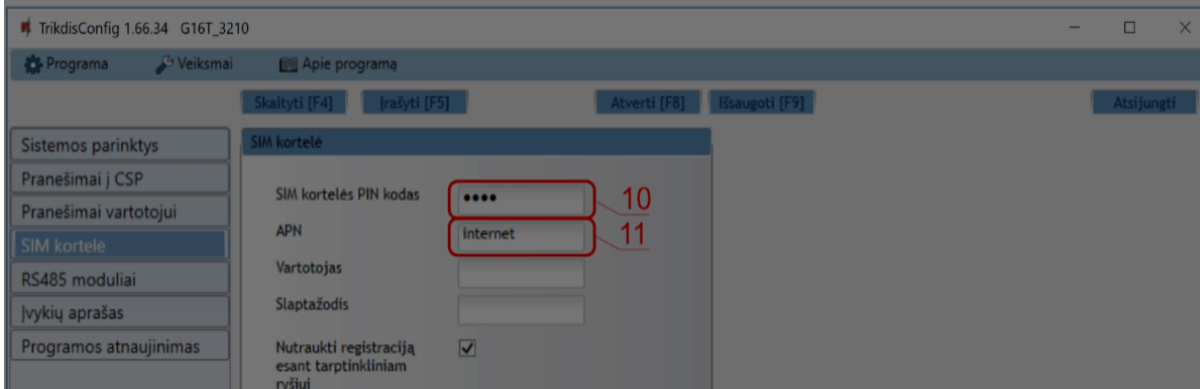 TrikdisConfig 1.66.34 G16T_3210
Programa Veiksmai Apie programą
Skaityti [F4] Įrašyti [F5] Atverti [F8] Išsaugoti [F9] Atsijungti
Sistemos parinktys
Pranešimai į CSP
Pranešimai vartotojui
SIM kortelė
RS485 moduliai
Įvykių aprašas
Programos atnaujinimas
SIM kortelė
SIM kortelės PIN kodas •••• 10
APN internet 11
Vartotojas
Slaptažodis
Nutraukti registraciją
esant tarptinkliniam
ryšiui